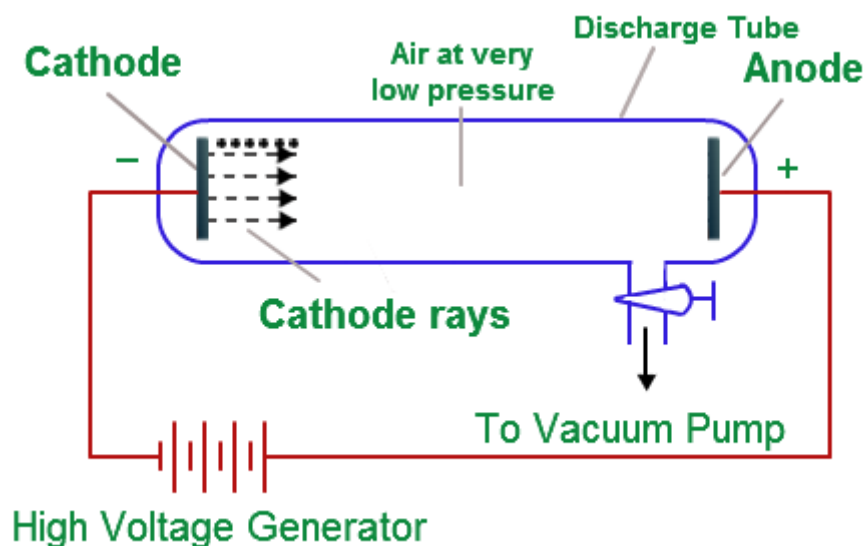 Discharge Tube
Cathode
Air at very
low pressure
Anode
–
+
Cathode rays
To Vacuum Pump
High Voltage Generator